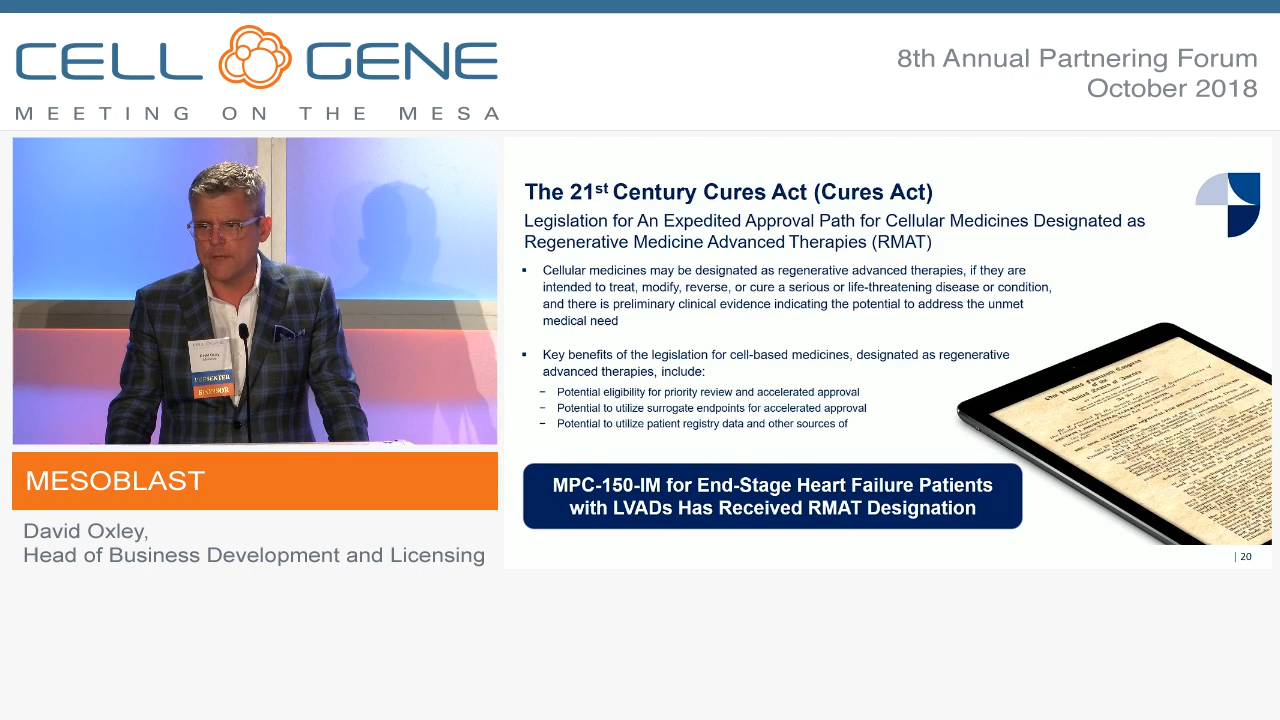 CELL GENE
MEETING ON THE MESA
8th Annual Partnering Forum
October 2018
PRESENTER
SPONSOR
MESOBLAST
David Oxley,
Head of Business Development and Licensing
The 21st Century Cures Act (Cures Act)
Legislation for An Expedited Approval Path for Cellular Medicines Designated as
Regenerative Medicine Advanced Therapies (RMAT)
▪ Cellular medicines may be designated as regenerative advanced therapies, if they are
intended to treat, modify, reverse, or cure a serious or life-threatening disease or condition,
and there is preliminary clinical evidence indicating the potential to address the unmet
medical need
▪ Key benefits of the legislation for cell-based medicines, designated as regenerative
advanced therapies, include:
– Potential eligibility for priority review and accelerated approval
– Potential to utilize surrogate endpoints for accelerated approval
– Potential to utilize patient registry data and other sources of
MPC-150-IM for End-Stage Heart Failure Patients
with LVADs Has Received RMAT Designation
| 20